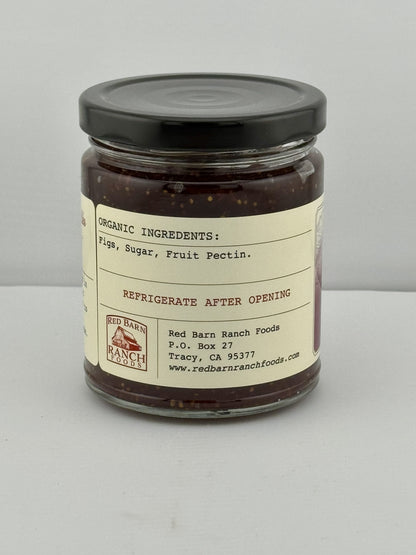 ORGANIC INGREDENTS:
Figs, Sugar, Fruit Pectin.
REFRIGERATE AFTER OPENING
RED BARN
RANCH
FOODS
Red Barn Ranch Foods
P.O. Box 27
Tracy, CA 95377
www.redbarnranchfoods.com